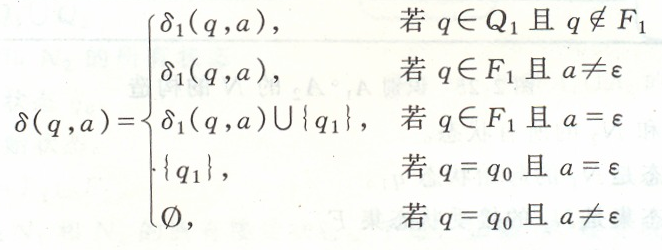 δ₁(q,a), 若 q∈Q₁ 且 q∉F₁
δ₁(q,a), 若 q∈F₁ 且 a≠ε
δ(q,a)= δ₁(q,a)∪{q₁}, 若 q∈F₁ 且 a=ε
{q₁}, 若 q=q₀ 且 a=ε
∅, 若 q=q₀ 且 a≠ε